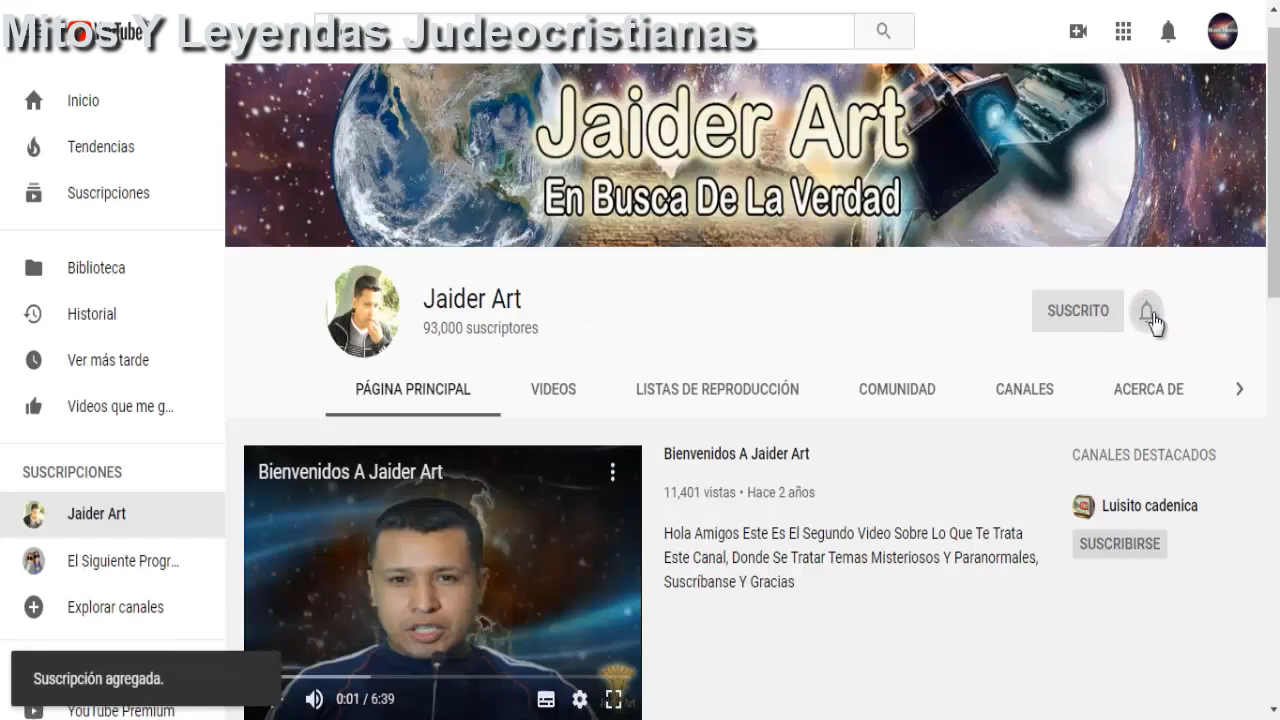 Mitos Y Leyendas Judeocristianas
Inicio
Tendencias
Suscripciones
Biblioteca
Historial
Ver más tarde
Videos que me g...
SUSCRIPCIONES
Jaider Art
El Siguiente Progr...
Explorar canales
Suscripción agregada.
YouTube Premium
Jaider Art
En Busca De La Verdad
Jaider Art
93,000 suscriptores
SUSCRITO
PÁGINA PRINCIPAL
VIDEOS
LISTAS DE REPRODUCCIÓN
COMUNIDAD
CANALES
ACERCA DE
Bienvenidos A Jaider Art
0:01 / 6:39
Bienvenidos A Jaider Art
11,401 vistas • Hace 2 años
Hola Amigos Este Es El Segundo Video Sobre Lo Que Te Trata
Este Canal, Donde Se Tratar Temas Misteriosos Y Paranormales,
Suscríbanse Y Gracias
CANALES DESTACADOS
Luisito cadenica
SUSCRIBIRSE